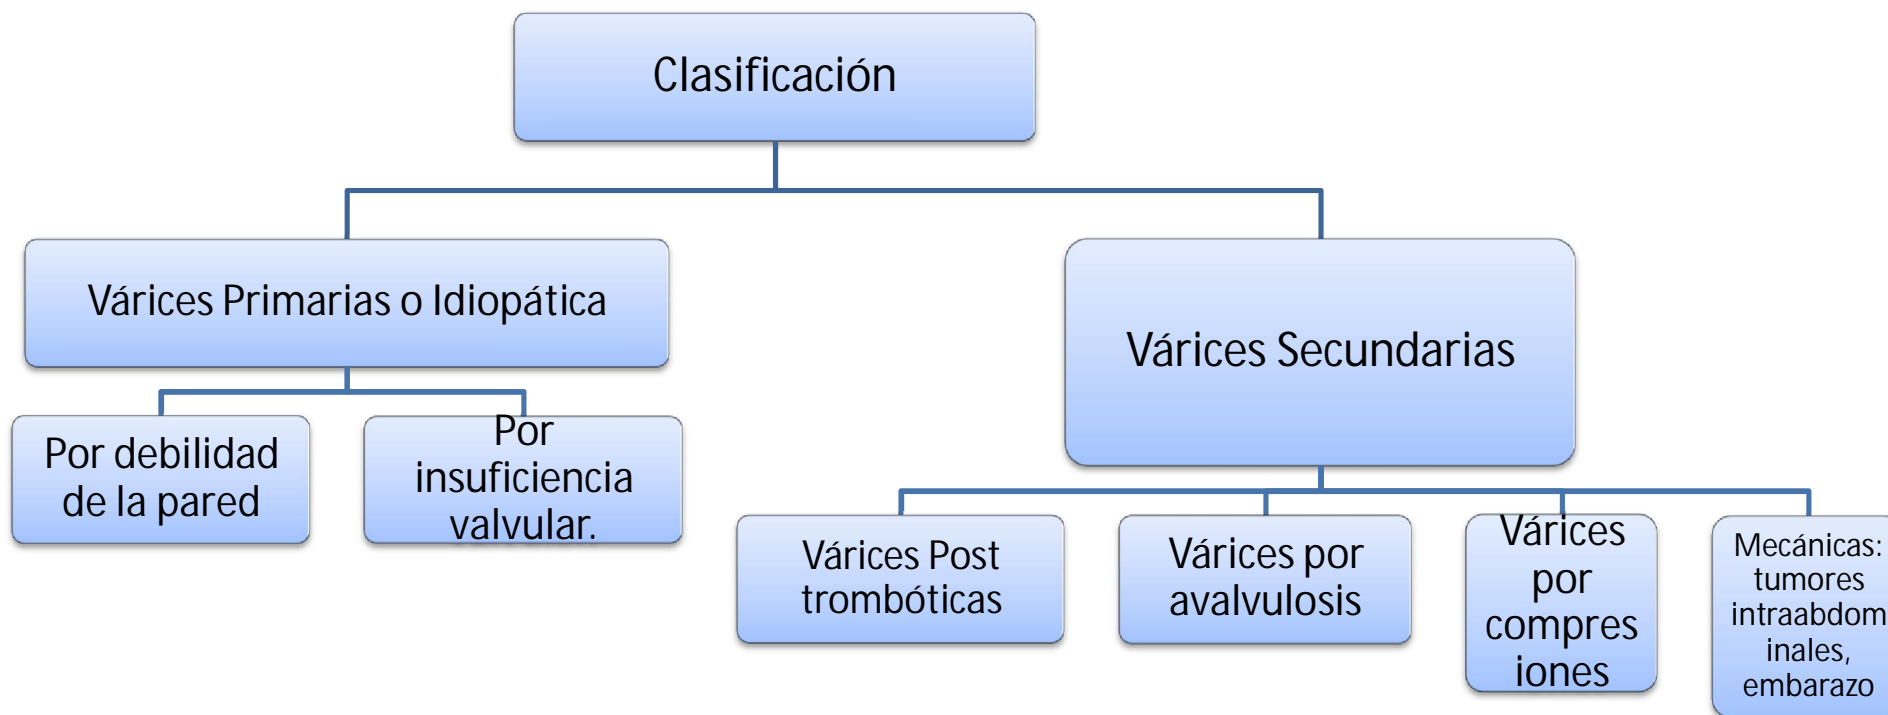 Clasificación
Várices Primarias o Idiopática
Várices Secundarias
Por debilidad
de la pared
Por
insuficiencia
valvular.
Várices Post
trombóticas
Várices por
avalvulosis
Várices
por
compres
iones
Mecánicas:
tumores
intraabdom
inales,
embarazo